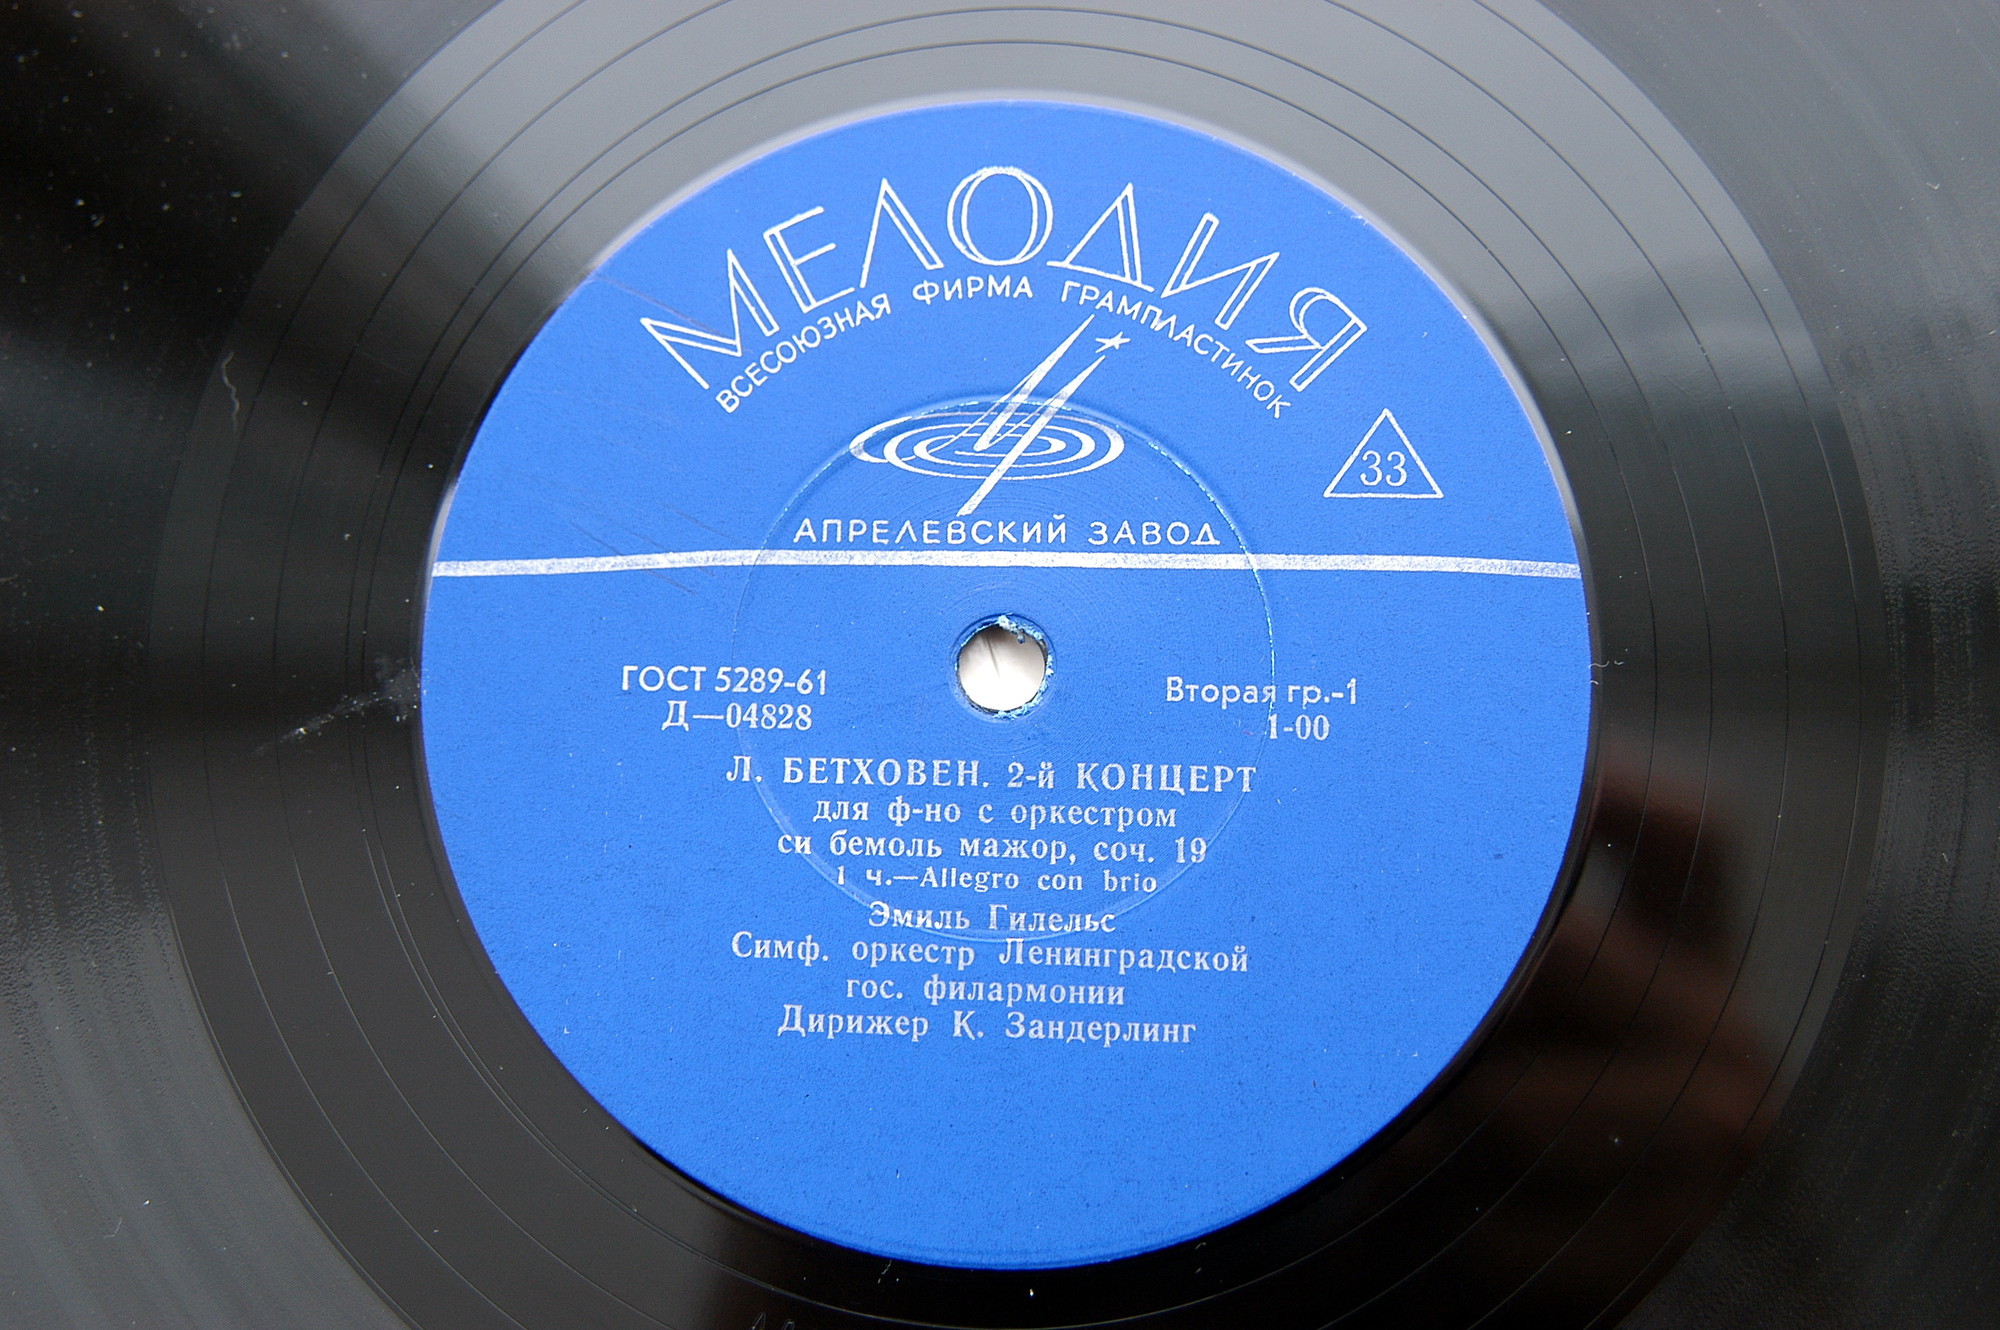 МЕЛОДИЯ
ВСЕСОЮЗНАЯ ФИРМА ГРАМПЛАСТИНОК
33
АПРЕЛЕВСКИЙ ЗАВОД
ГОСТ 5289-61
Д—04828
Вторая гр.-1
1-00
Л. БЕТХОВЕН. 2-й КОНЦЕРТ
для ф-но с оркестром
си бемоль мажор, соч. 19
1 ч.—Allegro con brio
Эмиль Гилельс
Симф. оркестр Ленинградской
гос. филармонии
Дирижер К. Зандерлинг